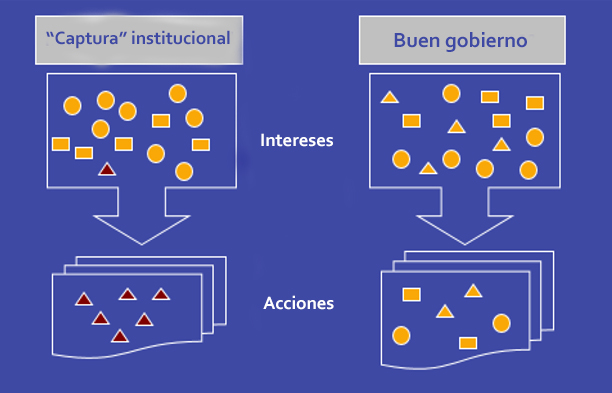 “Captura” institucional
Buen gobierno
Intereses
Acciones